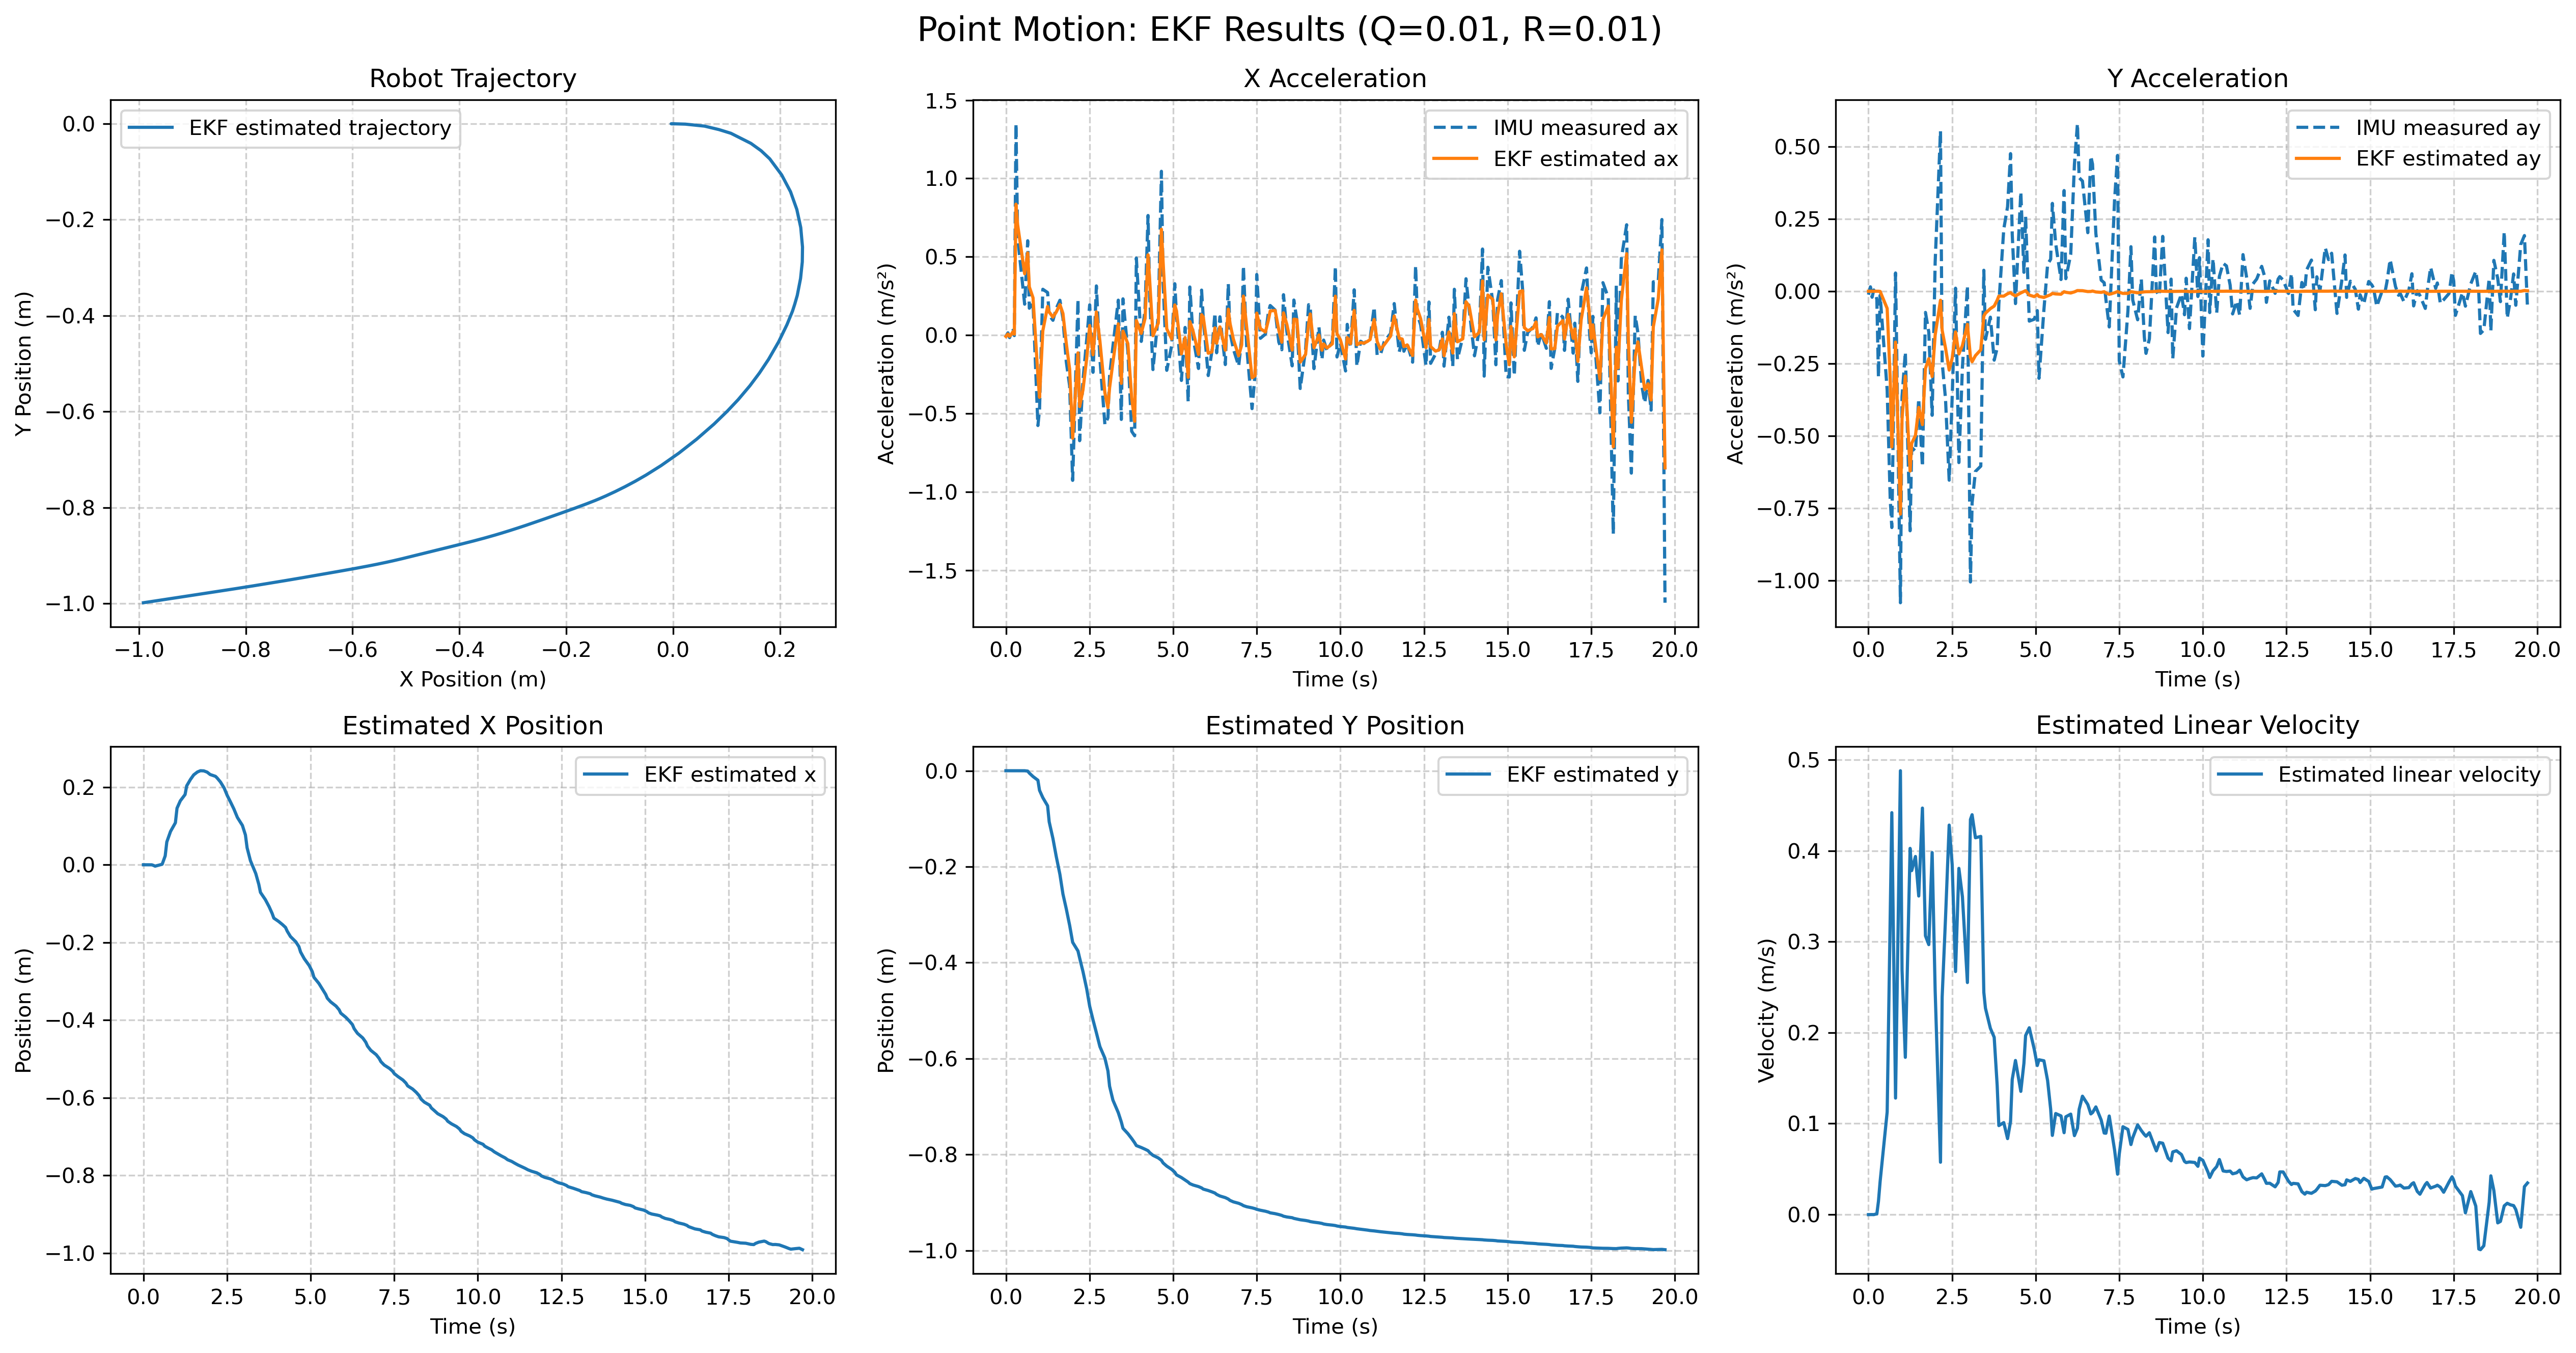 Point Motion: EKF Results (Q=0.01, R=0.01)
Robot Trajectory
EKF estimated trajectory
0.0
−0.2
−0.4
−0.6
−0.8
−1.0
Y Position (m)
−1.0 −0.8 −0.6 −0.4 −0.2 0.0 0.2
X Position (m)
X Acceleration
IMU measured ax
EKF estimated ax
1.5
1.0
0.5
0.0
−0.5
−1.0
−1.5
Acceleration (m/s²)
0.0 2.5 5.0 7.5 10.0 12.5 15.0 17.5 20.0
Time (s)
Y Acceleration
IMU measured ay
EKF estimated ay
0.50
0.25
0.00
−0.25
−0.50
−0.75
−1.00
Acceleration (m/s²)
0.0 2.5 5.0 7.5 10.0 12.5 15.0 17.5 20.0
Time (s)
Estimated X Position
EKF estimated x
0.2
0.0
−0.2
−0.4
−0.6
−0.8
−1.0
Position (m)
0.0 2.5 5.0 7.5 10.0 12.5 15.0 17.5 20.0
Time (s)
Estimated Y Position
EKF estimated y
0.0
−0.2
−0.4
−0.6
−0.8
−1.0
Position (m)
0.0 2.5 5.0 7.5 10.0 12.5 15.0 17.5 20.0
Time (s)
Estimated Linear Velocity
Estimated linear velocity
0.5
0.4
0.3
0.2
0.1
0.0
Velocity (m/s)
0.0 2.5 5.0 7.5 10.0 12.5 15.0 17.5 20.0
Time (s)